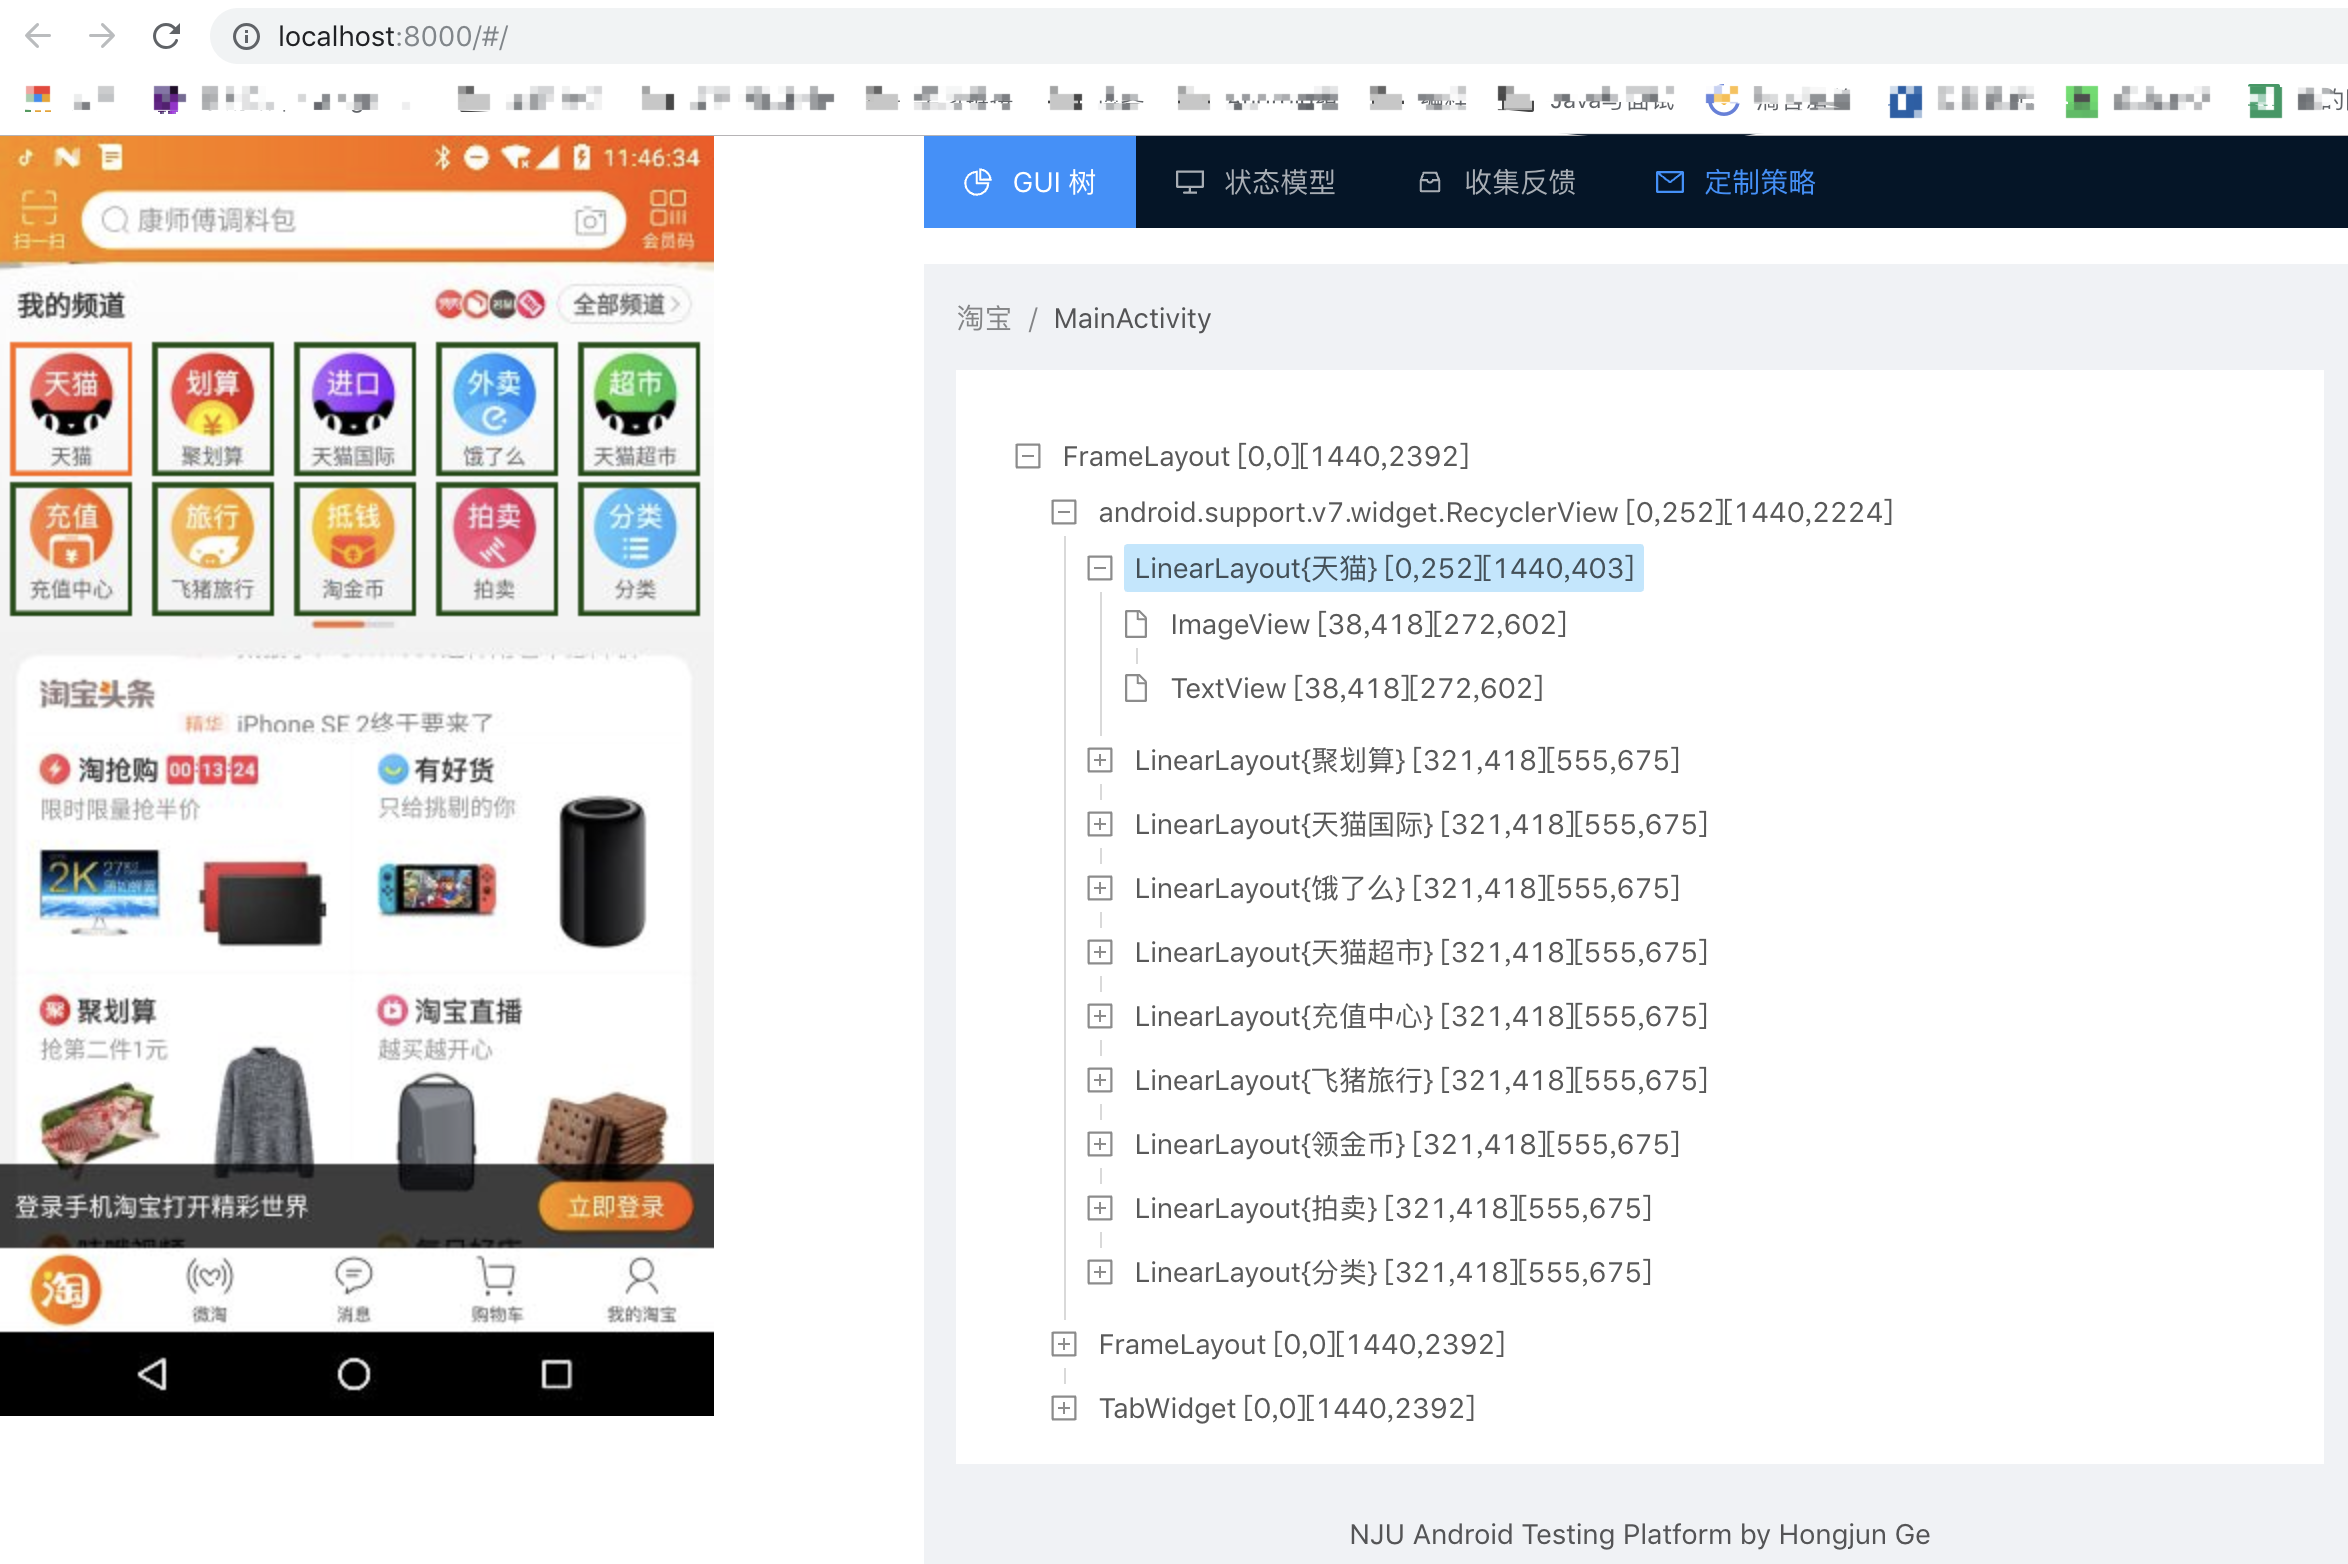 localhost:8000/#/
11:46:34
扫一扫
康师傅调料包
会员码
我的频道
全部频道
天猫 划算 进口 外卖 超市
天猫 聚划算 天猫国际 饿了么 天猫超市
充值 旅行 抵钱 拍卖 分类
充值中心 飞猪旅行 淘金币 拍卖 分类
淘宝头条
精华 iPhone SE 2终于要来了
淘抢购 00:13:24
限时限量抢半价
有好货
只给挑剔的你
2K
聚 聚划算
抢第二件1元
淘宝直播
越买越开心
登录手机淘宝打开精彩世界
立即登录
淘
微淘
消息
购物车
我的淘宝
GUI 树
状态模型
收集反馈
定制策略
淘宝 / MainActivity
FrameLayout [0,0][1440,2392]
android.support.v7.widget.RecyclerView [0,252][1440,2224]
LinearLayout{天猫} [0,252][1440,403]
ImageView [38,418][272,602]
TextView [38,418][272,602]
LinearLayout{聚划算} [321,418][555,675]
LinearLayout{天猫国际} [321,418][555,675]
LinearLayout{饿了么} [321,418][555,675]
LinearLayout{天猫超市} [321,418][555,675]
LinearLayout{充值中心} [321,418][555,675]
LinearLayout{飞猪旅行} [321,418][555,675]
LinearLayout{领金币} [321,418][555,675]
LinearLayout{拍卖} [321,418][555,675]
LinearLayout{分类} [321,418][555,675]
FrameLayout [0,0][1440,2392]
TabWidget [0,0][1440,2392]
NJU Android Testing Platform by Hongjun Ge